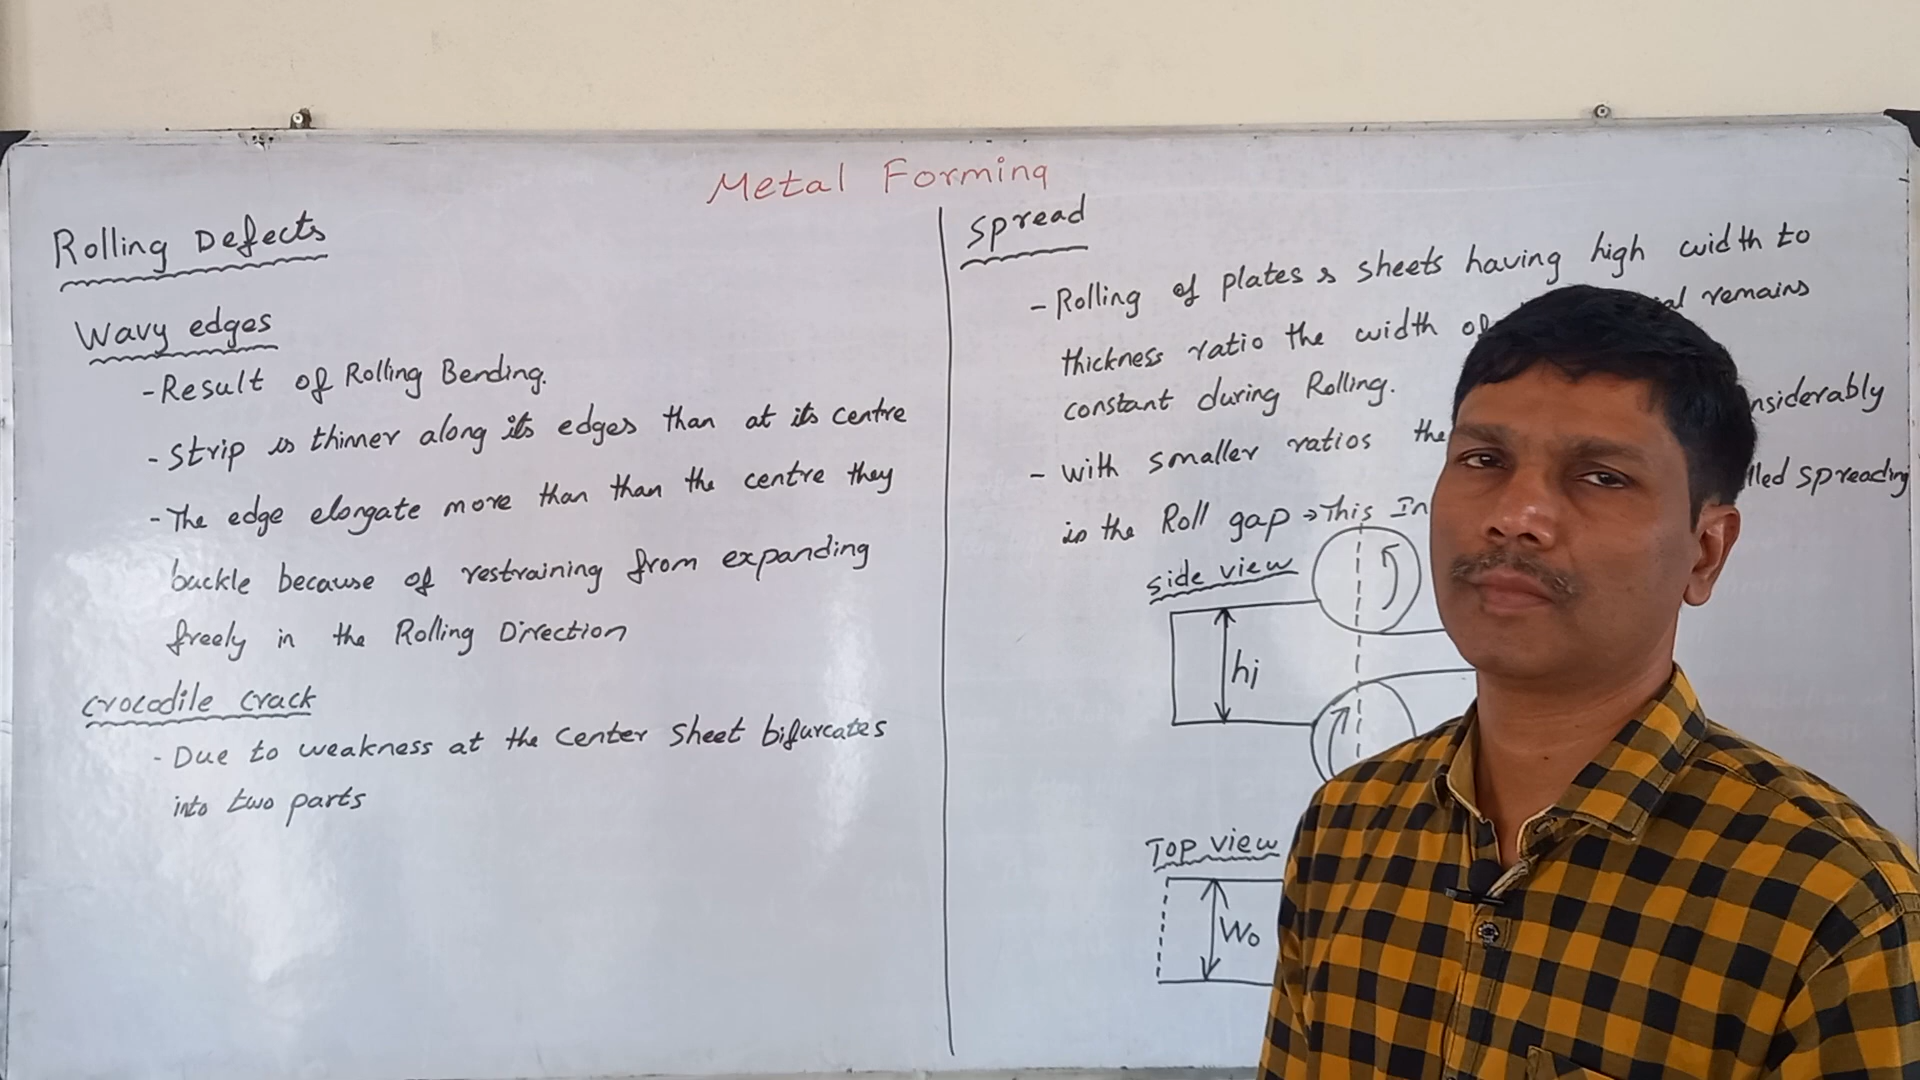 Metal Forming
Rolling Defects
Wavy edges
- Result of Rolling Bending.
- Strip is thinner along its edges than at its centre
- The edge elongate more than than the centre they
buckle because of restraining from expanding
freely in the Rolling Direction
crocodile crack
- Due to weakness at the center sheet bifurcates
into two parts
Spread
- Rolling of plates & sheets having high width to
thickness ratio the width of remains
constant during Rolling.
- with smaller ratios the
in the Roll gap → This spreading
side view
hi
Top view
Wo